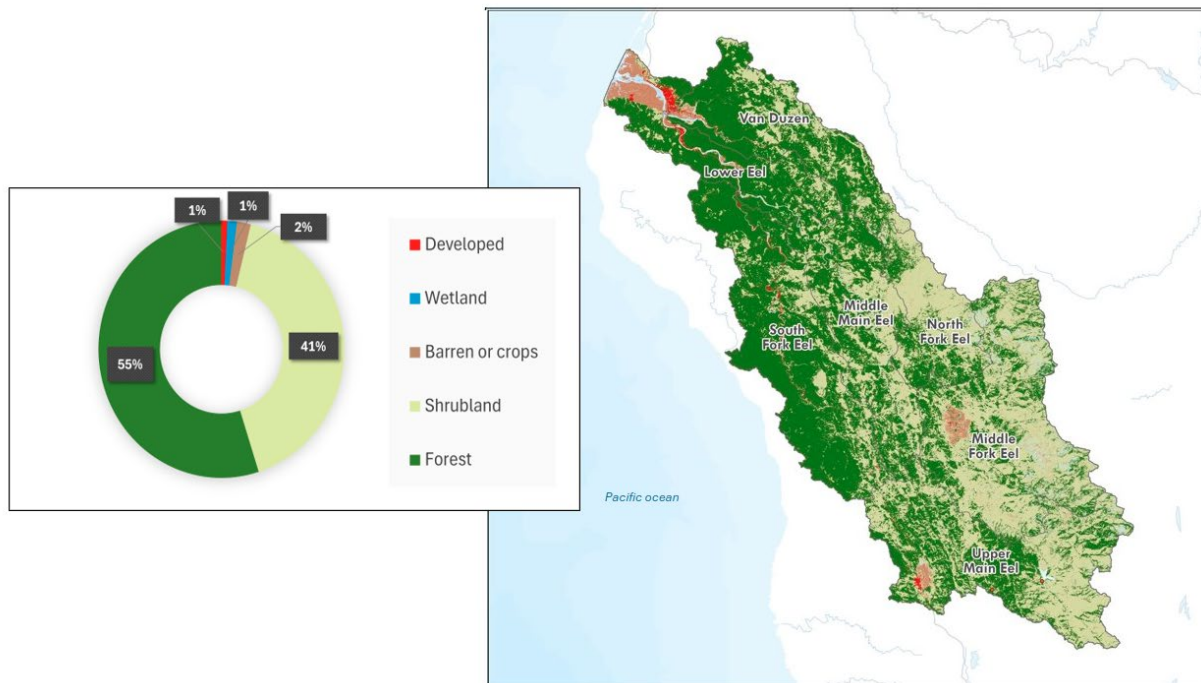 1%
1%
2%
41%
55%
Developed
Wetland
Barren or crops
Shrubland
Forest
Van Duzen
Lower Eel
Middle
Main Eel
North
Fork Eel
South
Fork Eel
Middle
Fork Eel
Upper
Main Eel
Pacific ocean